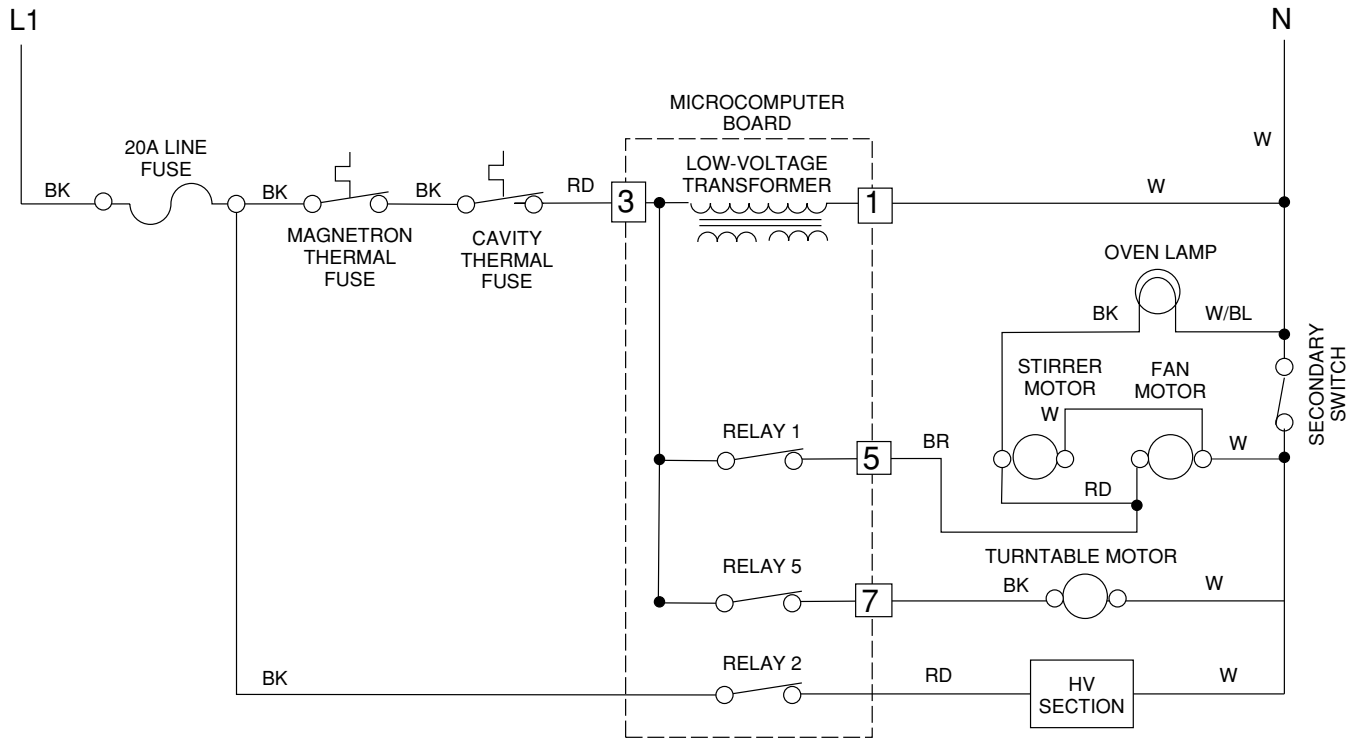 L1
N
MICROCOMPUTER
BOARD
20A LINE
FUSE
LOW-VOLTAGE
TRANSFORMER
W
BK
BK
BK
RD
3
1
W
MAGNETRON
THERMAL
FUSE
CAVITY
THERMAL
FUSE
OVEN LAMP
BK
W/BL
SECONDARY
SWITCH
STIRRER
MOTOR
FAN
MOTOR
W
RELAY 1
5
BR
W
RD
TURNTABLE MOTOR
RELAY 5
7
BK
W
RELAY 2
BK
RD
HV
SECTION
W